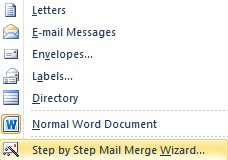 Letters
E-mail Messages
Envelopes...
Labels...
Directory
Normal Word Document
Step by Step Mail Merge Wizard...